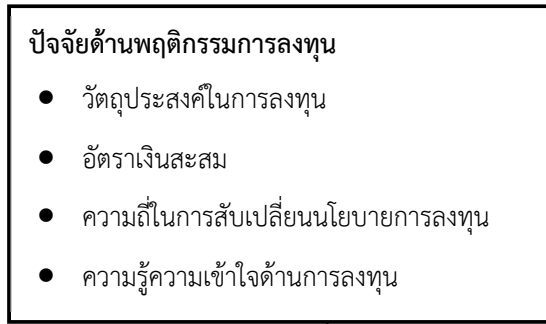 ปัจจัยด้านพฤติกรรมการลงทุน
● วัตถุประสงค์ในการลงทุน
● อัตราเงินสะสม
● ความถี่ในการสับเปลี่ยนนโยบายการลงทุน
● ความรู้ความเข้าใจด้านการลงทุน